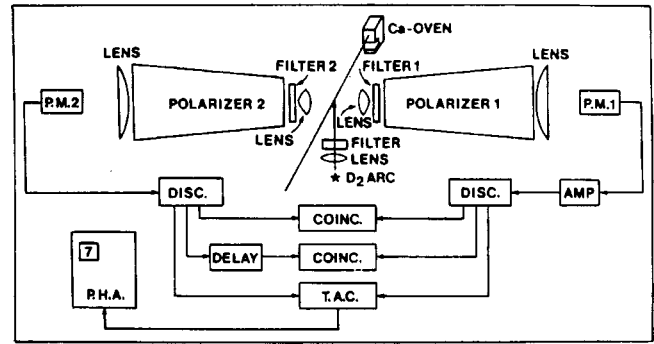 Ca-OVEN
LENS
FILTER 2
FILTER 1
LENS
P.M.2
POLARIZER 2
POLARIZER 1
P.M.1
LENS
LENS
FILTER
LENS
D2 ARC
DISC.
DISC.
AMP
COINC.
7
DELAY
COINC.
P.H.A.
T.A.C.